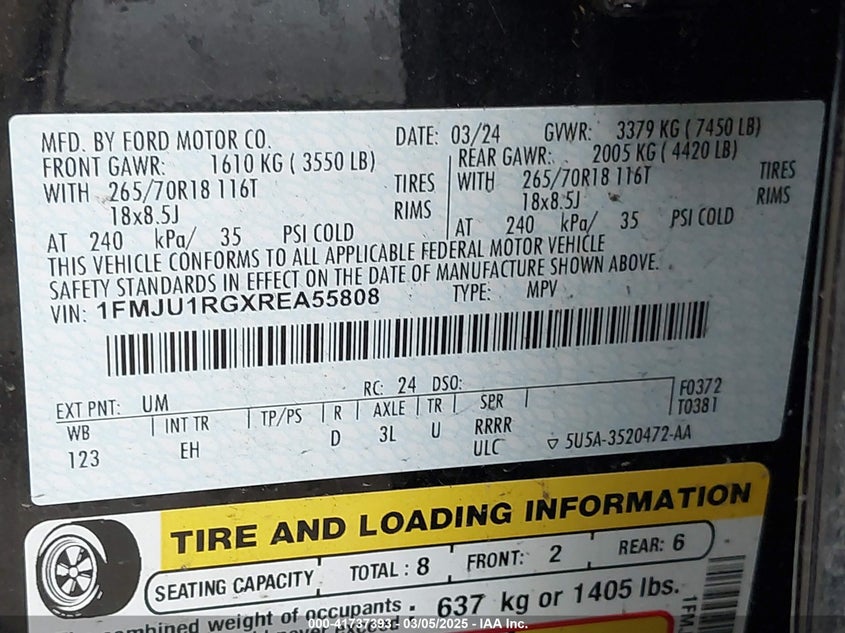 MFD. BY FORD MOTOR CO. DATE: 03/24 GVWR: 3379 KG ( 7450 LB)
FRONT GAWR: 1610 KG ( 3550 LB) REAR GAWR: 2005 KG ( 4420 LB)
WITH 265/70R18 116T TIRES WITH 265/70R18 116T TIRES
18x8.5J RIMS 18x8.5J RIMS
AT 240 kPa/ 35 PSI COLD AT 240 kPa/ 35 PSI COLD
THIS VEHICLE CONFORMS TO ALL APPLICABLE FEDERAL MOTOR VEHICLE
SAFETY STANDARDS IN EFFECT ON THE DATE OF MANUFACTURE SHOWN ABOVE.
VIN: 1FMJU1RGXREA55808 TYPE: MPV
EXT PNT: UM RC: 24 DSO: F0372
WB INT TR TP/PS R AXLE TR SPR T0381
123 EH D 3L U RRRR
ULC 5U5A-3520472-AA
TIRE AND LOADING INFORMATION
SEATING CAPACITY TOTAL : 8 FRONT: 2 REAR: 6
combined weight of occupants 637 kg or 1405 lbs.
1FM
000-41737393 03/05/2025 - IAA Inc.